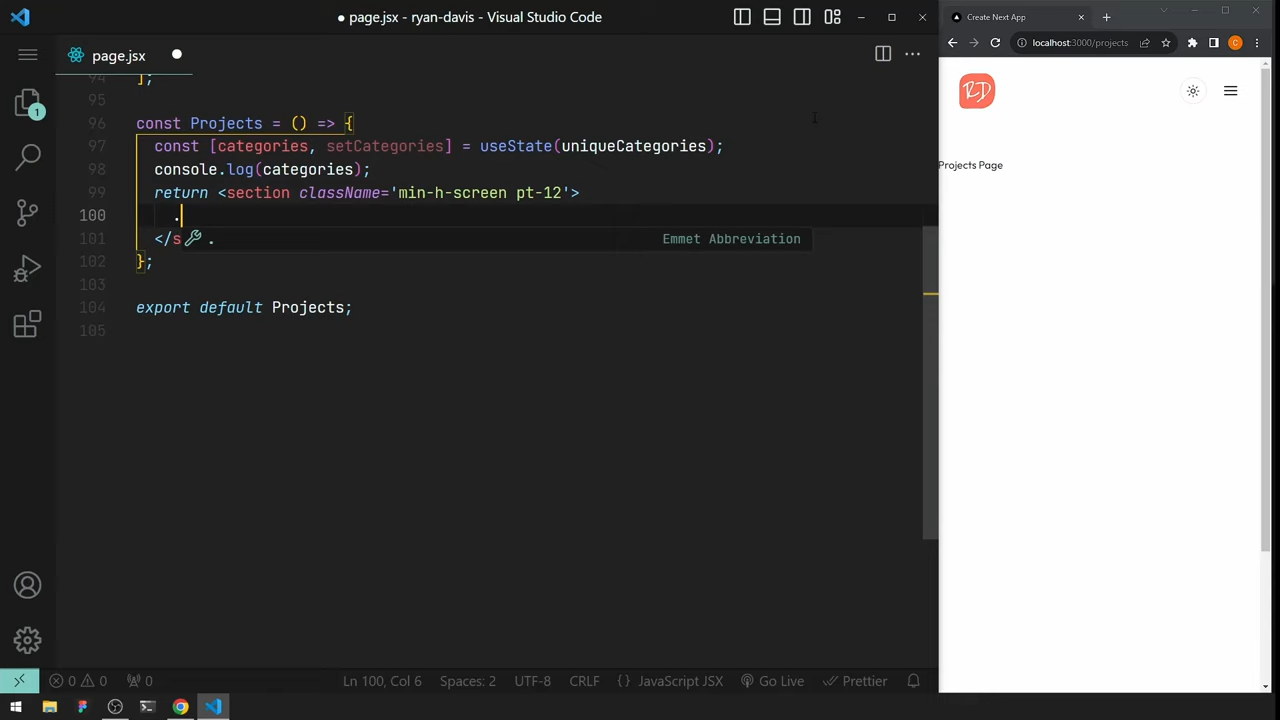 page.jsx - ryan-davis - Visual Studio Code
page.jsx
1
94 ];
95
96 const Projects = () => {
97 const [categories, setCategories] = useState(uniqueCategories);
98 console.log(categories);
99 return <section className='min-h-screen pt-12'>
100 .
101 </s .
Emmet Abbreviation
102 };
103
104 export default Projects;
105
0 0 0
Ln 100, Col 6
Spaces: 2
UTF-8
CRLF
{ } JavaScript JSX
Go Live
Prettier
Create Next App
localhost:3000/projects
C
RD
Projects Page